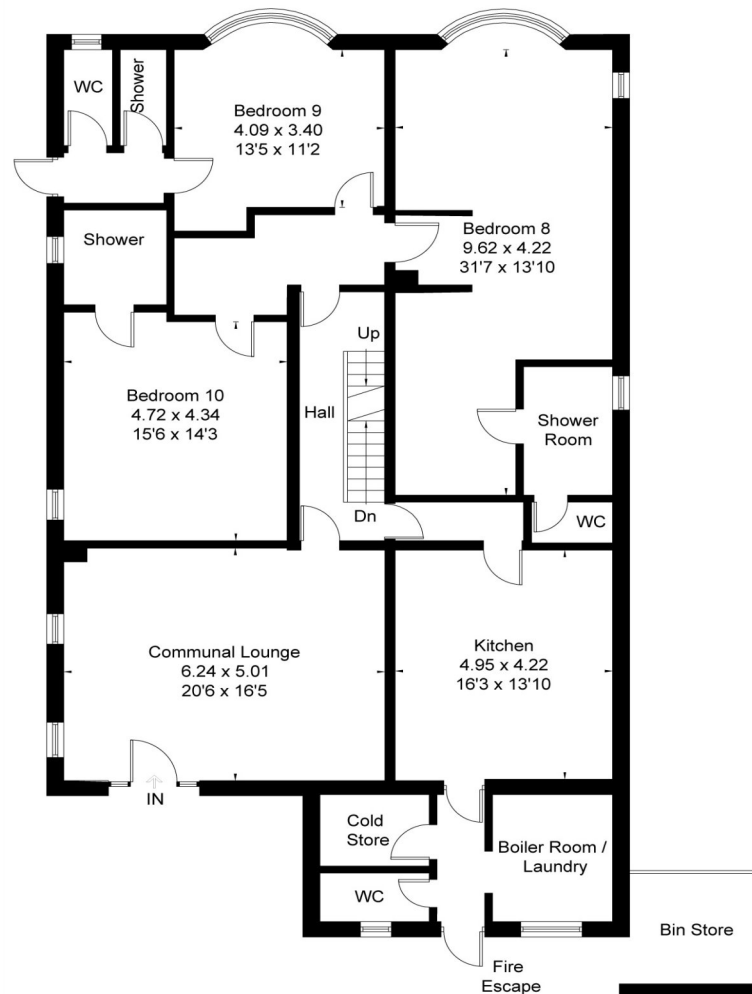 WC
Shower
Bedroom 9
4.09 x 3.40
13'5 x 11'2
Shower
Bedroom 8
9.62 x 4.22
31'7 x 13'10
Up
Bedroom 10
4.72 x 4.34
15'6 x 14'3
Hall
Shower
Room
Dn
WC
Communal Lounge
6.24 x 5.01
20'6 x 16'5
Kitchen
4.95 x 4.22
16'3 x 13'10
IN
Cold
Store
Boiler Room /
Laundry
WC
Bin Store
Fire
Escape